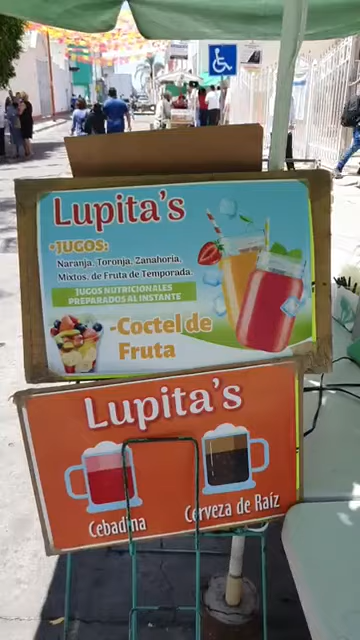 Lupita's
•JUGOS:
Naranja, Toronja, Zanahoria,
Mixtos, de Fruta de Temporada
JUGOS NUTRICIONALES
PREPARADOS AL INSTANTE
-Coctel de
Fruta
Lupita's
Cebadina
Cerveza de Raíz